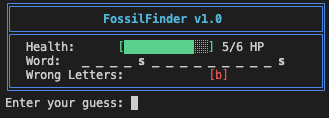 FossilFinder v1.0
Health: [] 5/6 HP
Word: _ _ _ _ s _ _ _ _ _ _ _ _ _ s
Wrong Letters: [b]
Enter your guess: